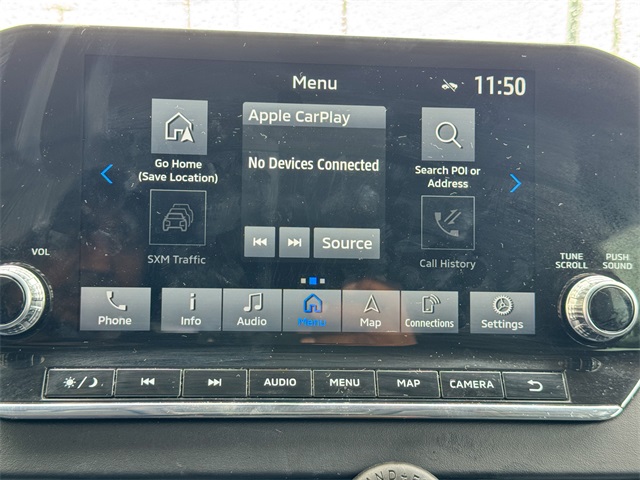 Menu
11:50
Go Home
(Save Location)
Apple CarPlay
No Devices Connected
Search POI or
Address
SXM Traffic
Source
Call History
VOL
TUNE
SCROLL
PUSH
SOUND
Phone
Info
Audio
Menu
Map
Connections
Settings
AUDIO
MENU
MAP
CAMERA